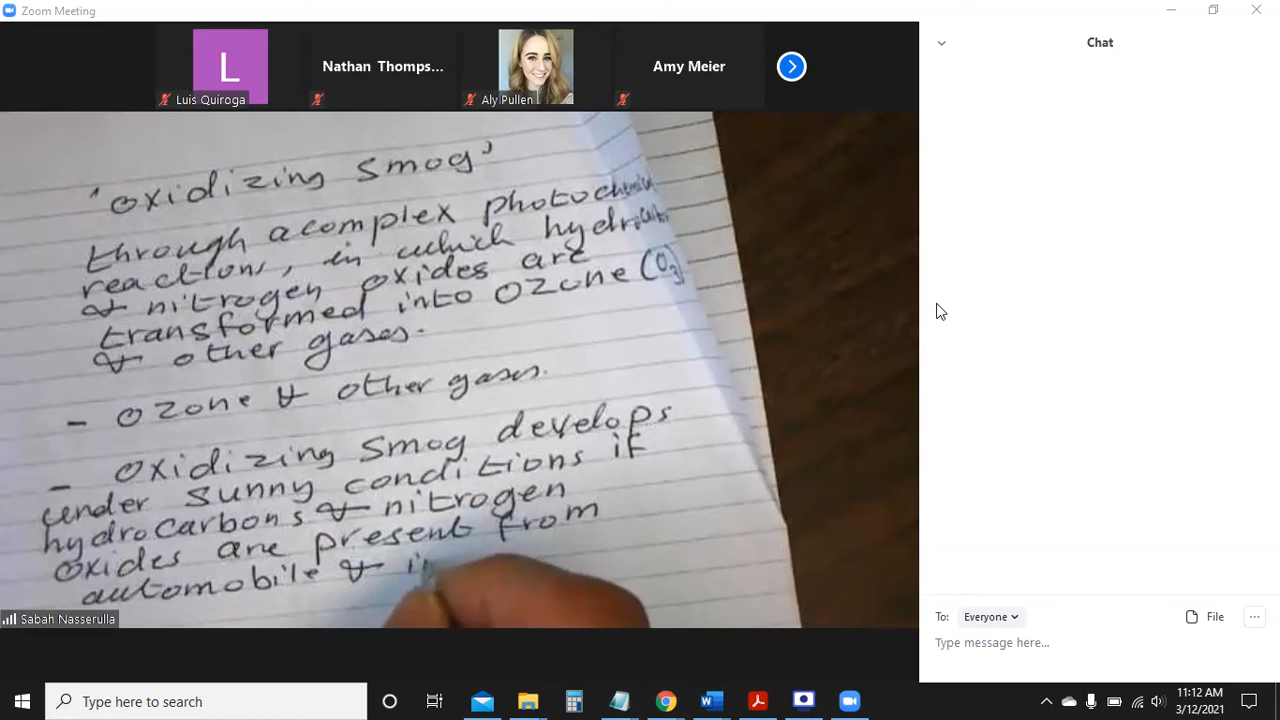 Zoom Meeting
Chat
L
Nathan Thomps...
Amy Meier
Luis Quiroga
Aly Pullen
'oxidizing smog'
through a complex photochemical
reactions, in which
& nitrogen oxides are
transformed into ozone (O3)
& other gases.
- ozone & other gases.
- oxidizing smog develops
under sunny conditions if
hydrocarbons & nitrogen
oxides are present from
automobile & in
Sabah Nasserulla
To: Everyone
File
...
Type message here...
Type here to search
11:12 AM
3/12/2021